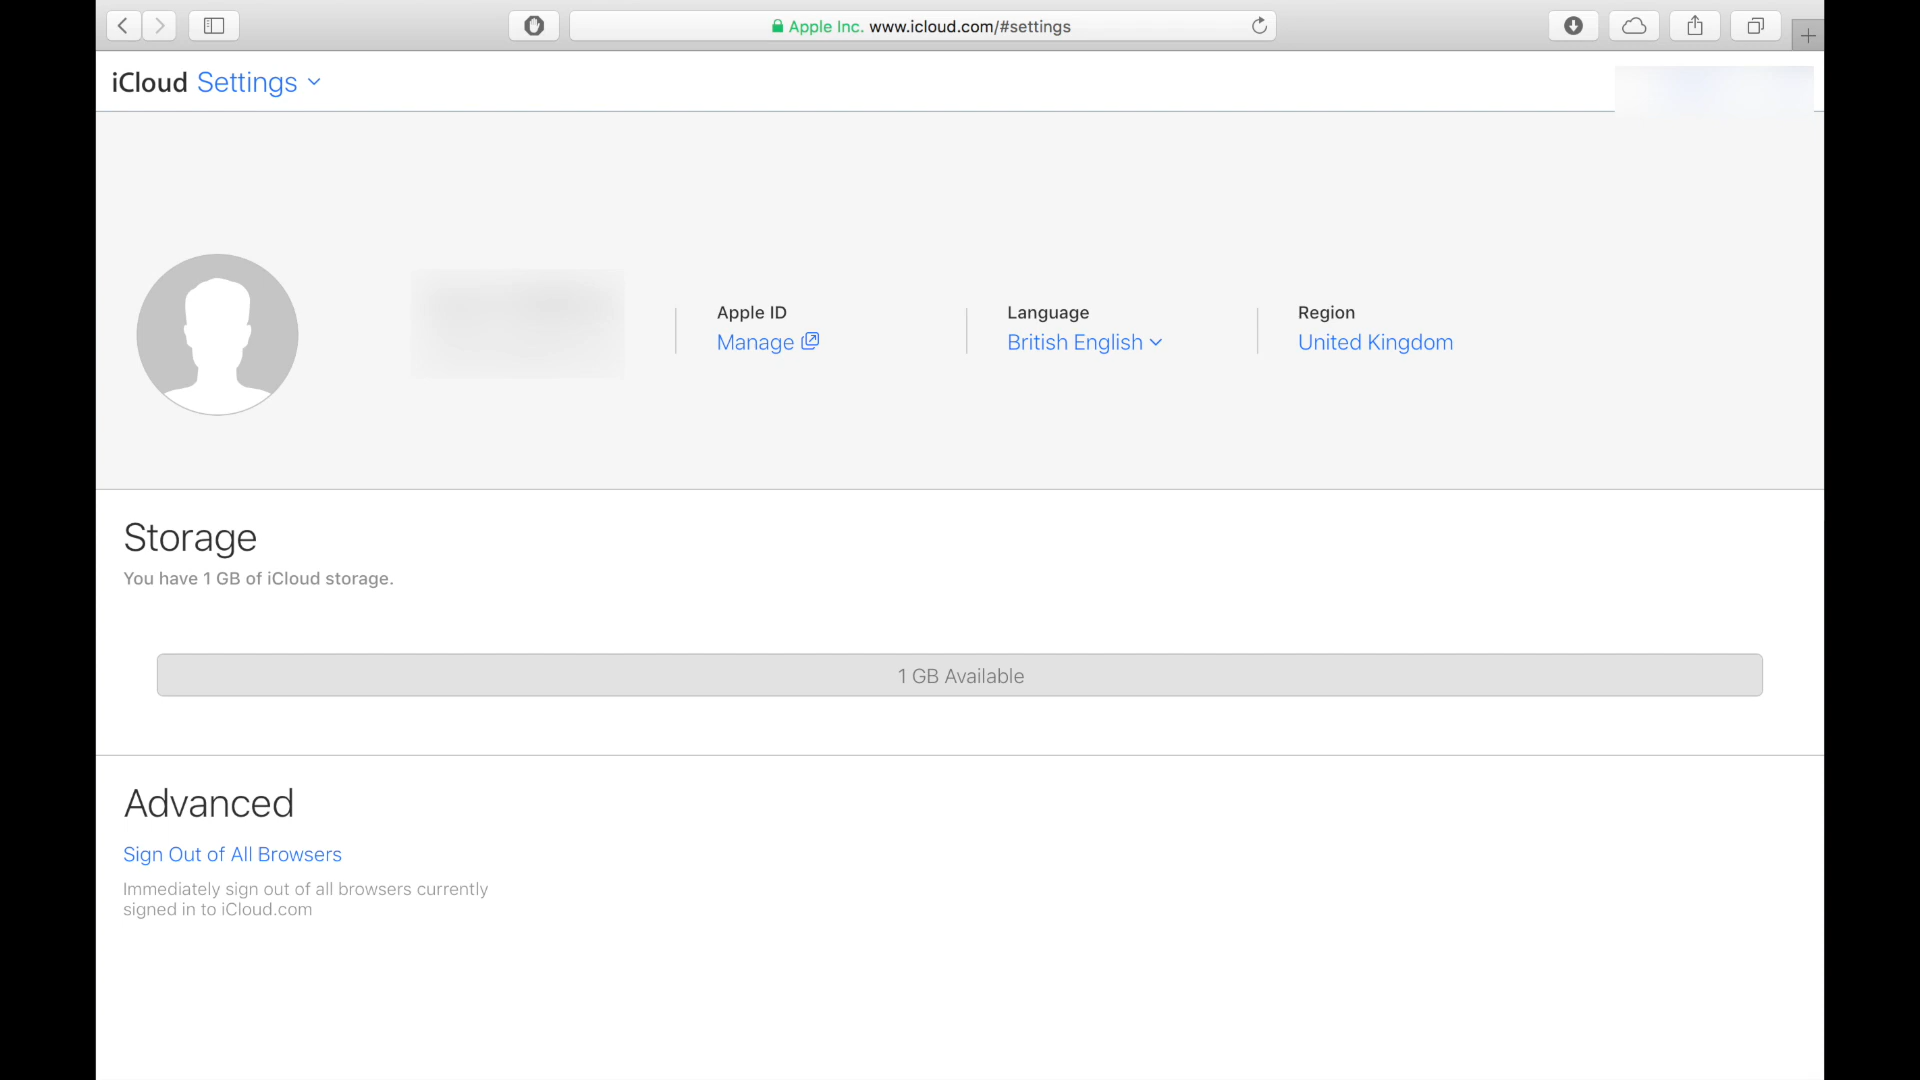 Apple Inc. www.icloud.com/#settings
iCloud Settings
Apple ID
Manage
Language
British English
Region
United Kingdom
Storage
You have 1 GB of iCloud storage.
1 GB Available
Advanced
Sign Out of All Browsers
Immediately sign out of all browsers currently
signed in to iCloud.com